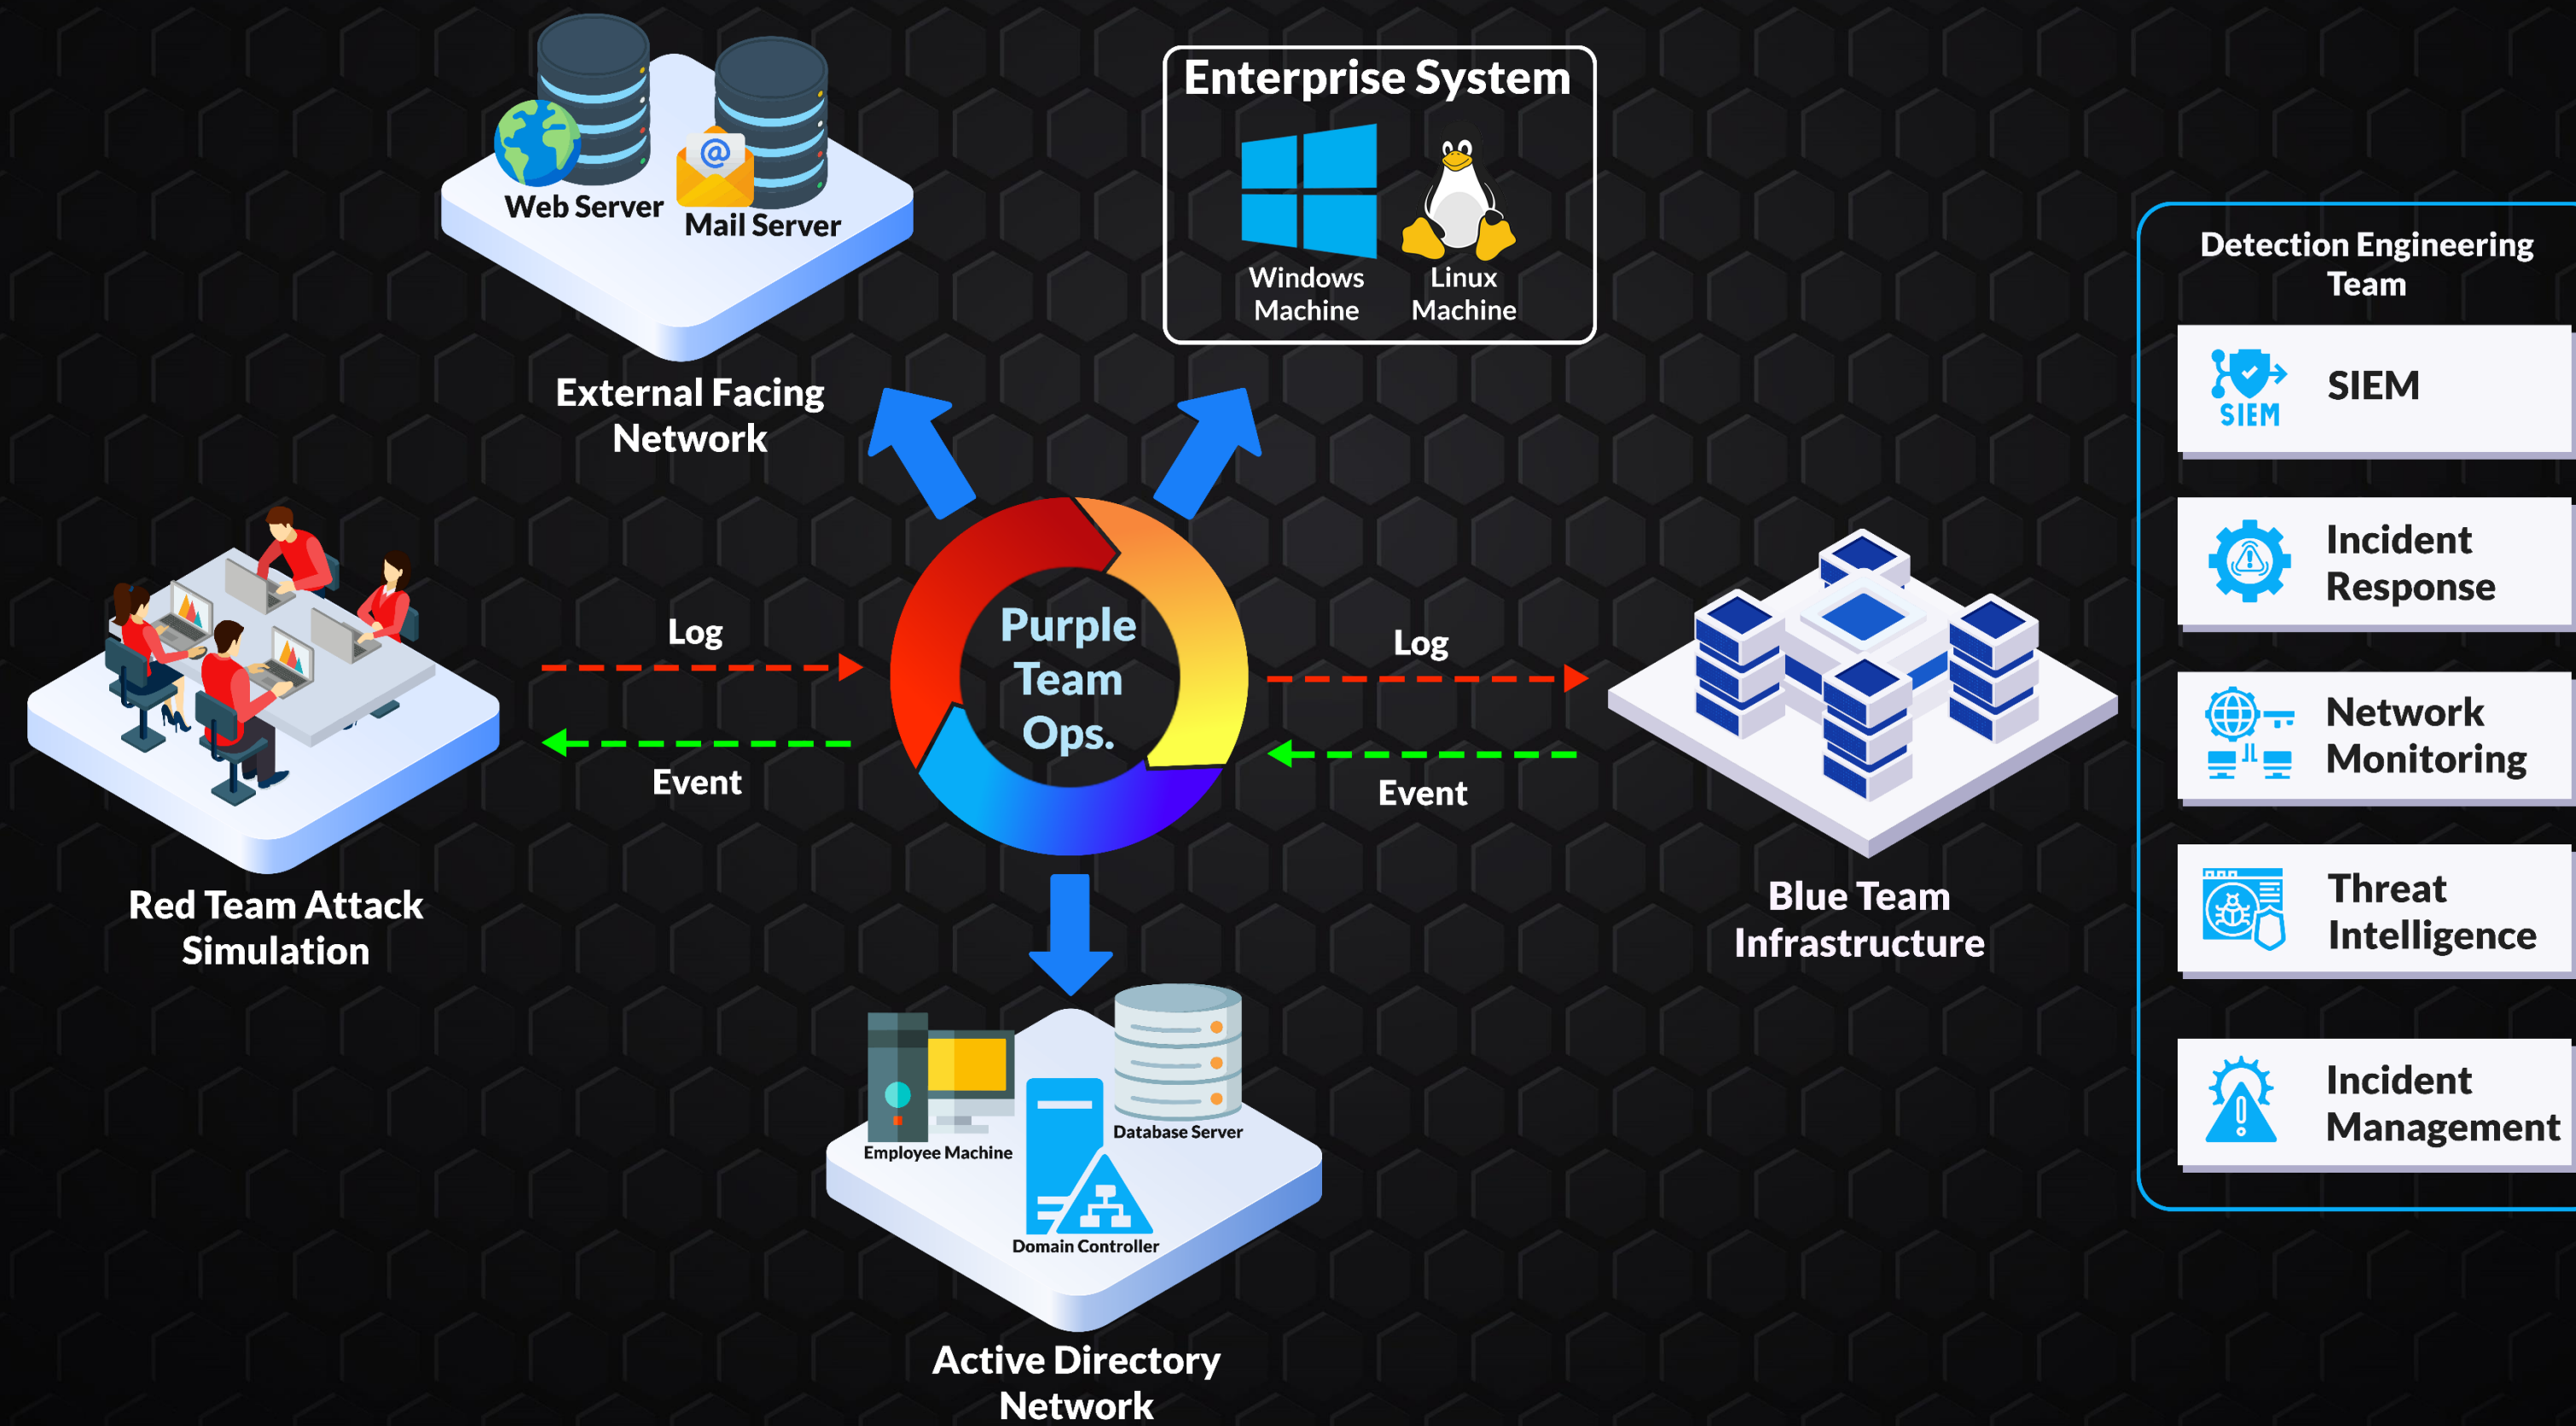 Web Server
Mail Server
External Facing
Network
Enterprise System
Windows
Machine
Linux
Machine
Red Team Attack
Simulation
Log
Event
Purple
Team
Ops.
Log
Event
Blue Team
Infrastructure
Employee Machine
Database Server
Domain Controller
Active Directory
Network
Detection Engineering
Team
SIEM
SIEM
Incident
Response
Network
Monitoring
Threat
Intelligence
Incident
Management